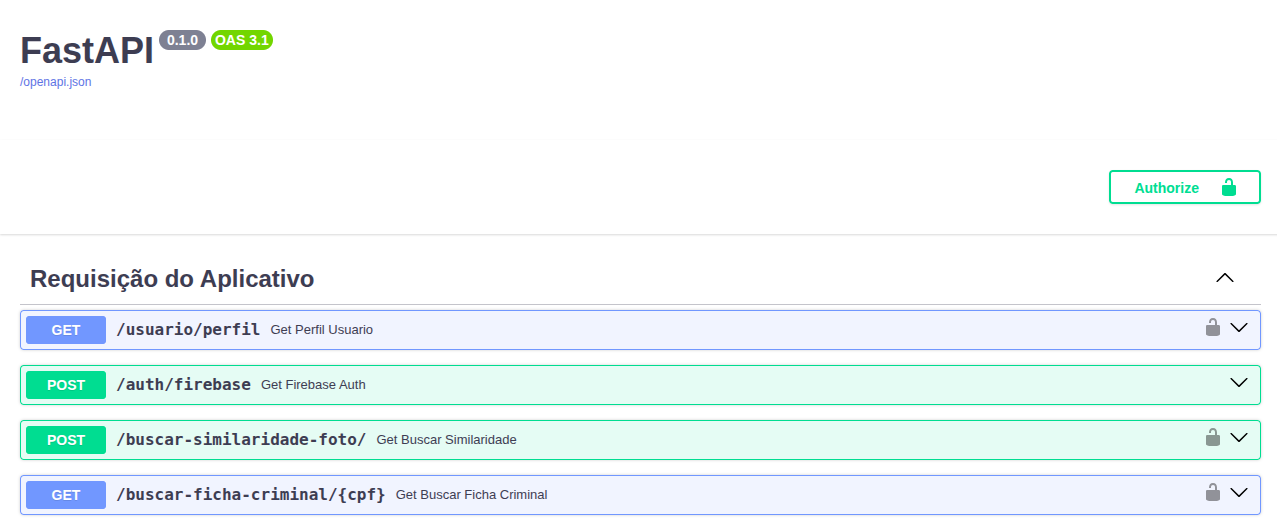 FastAPI 0.1.0 OAS 3.1
/openapi.json
Authorize
Requisição do Aplicativo
GET /usuario/perfil Get Perfil Usuario
POST /auth/firebase Get Firebase Auth
POST /buscar-similaridade-foto/ Get Buscar Similaridade
GET /buscar-ficha-criminal/{cpf} Get Buscar Ficha Criminal